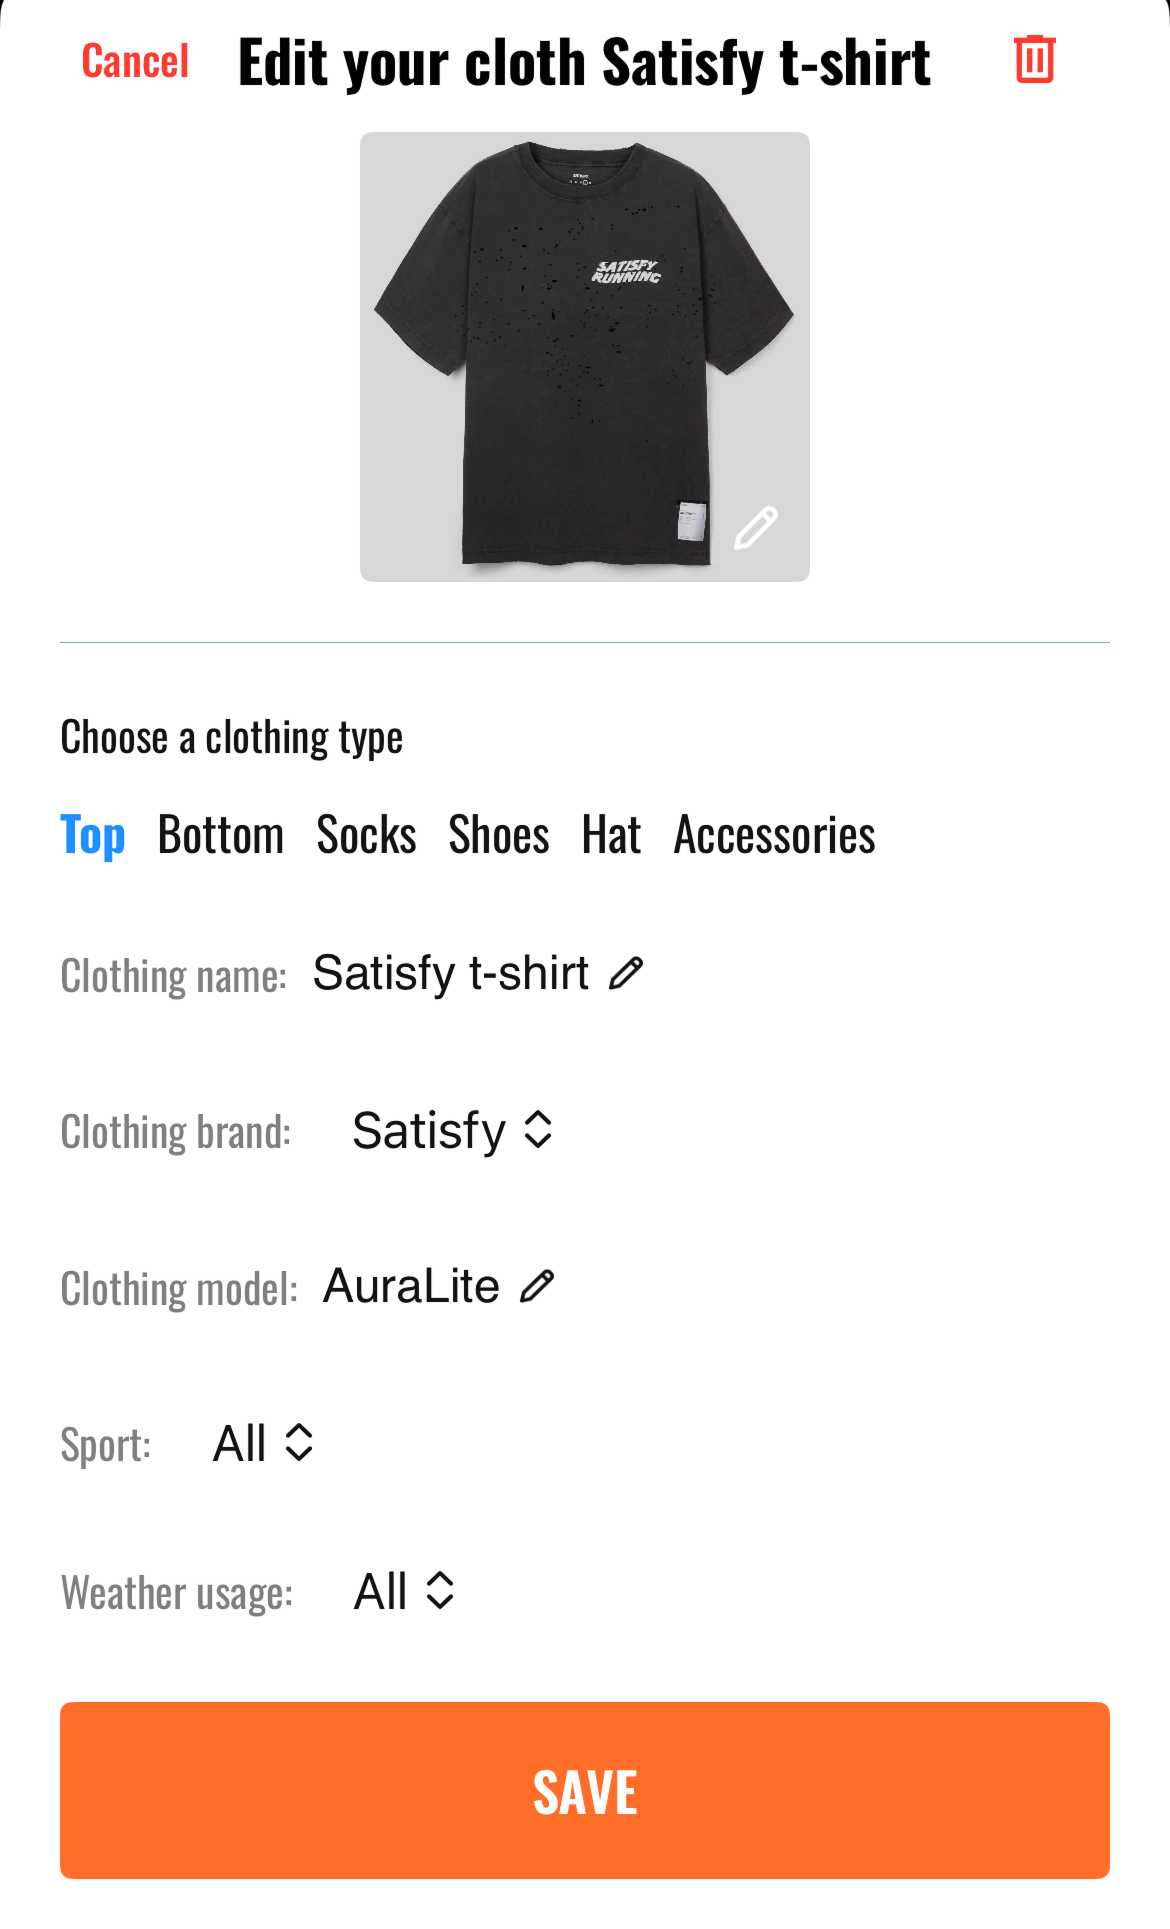 Cancel Edit your cloth Satisfy t-shirt
SATISFY
RUNNING
Choose a clothing type
Top Bottom Socks Shoes Hat Accessories
Clothing name: Satisfy t-shirt
Clothing brand: Satisfy
Clothing model: AuraLite
Sport: All
Weather usage: All
SAVE